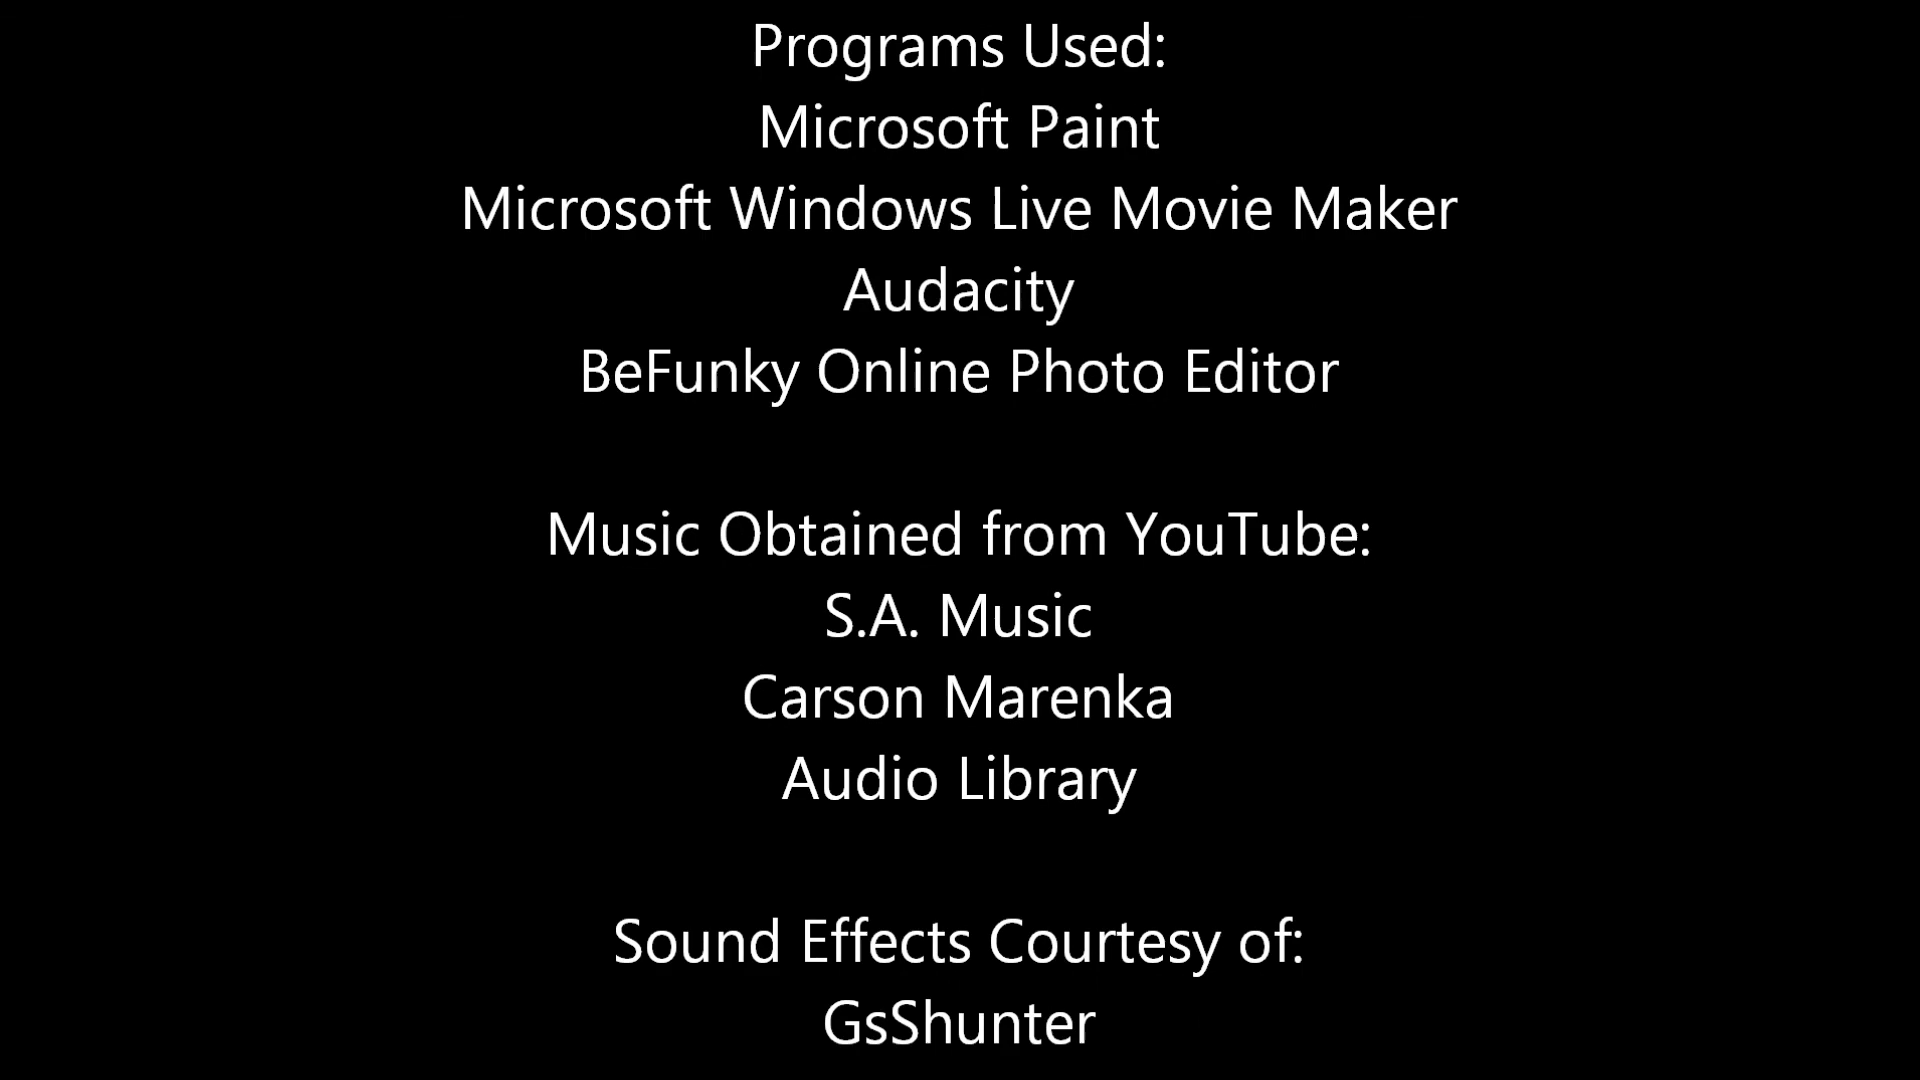 Programs Used:
Microsoft Paint
Microsoft Windows Live Movie Maker
Audacity
BeFunky Online Photo Editor
Music Obtained from YouTube:
S.A. Music
Carson Marenka
Audio Library
Sound Effects Courtesy of:
GsShunter